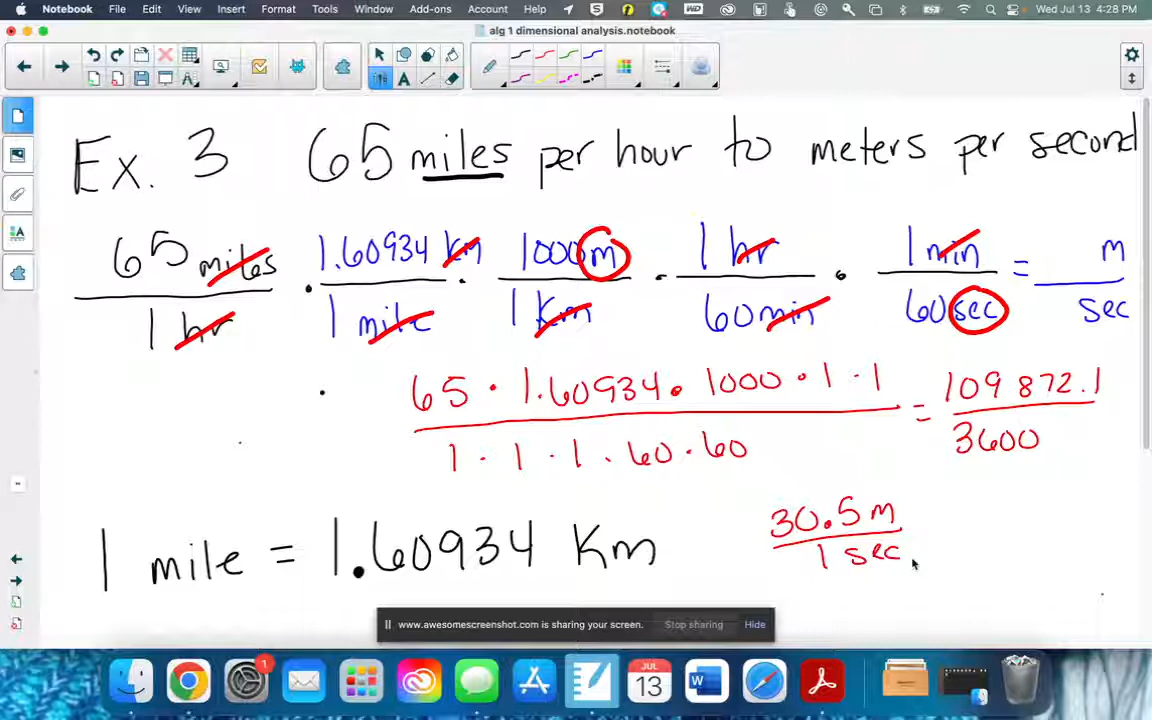 Notebook File Edit View Insert Format Tools Window Add-ons Account Help Wed Jul 13 4:28 PM
alg 1 dimensional analysis.notebook
Ex. 3 65 miles per hour to meters per second
65 miles / 1 hr · 1.60934 km / 1 mile · 1000 m / 1 Km · 1 hr / 60 min · 1 min / 60 sec = m / sec
65 · 1.60934 · 1000 · 1 · 1 / 1 · 1 · 1 · 60 · 60 = 109872.1 / 3600
30.5 m / 1 sec
1 mile = 1.60934 Km
www.awesomescreenshot.com is sharing your screen. Stop sharing Hide
1
JUL
13